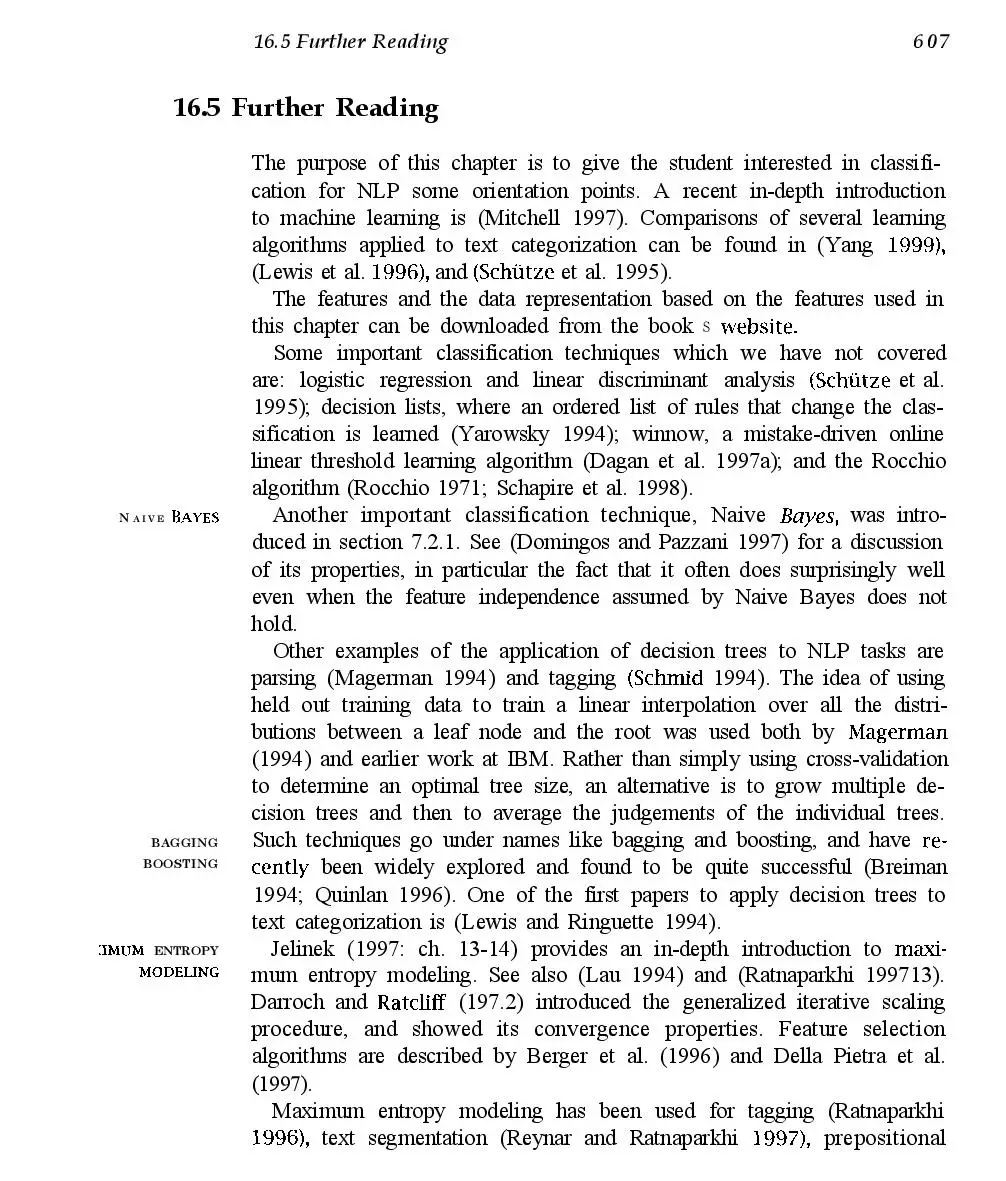 16.5 Further Reading 607
16.5 Further Reading
The purpose of this chapter is to give the student interested in classifi-
cation for NLP some orientation points. A recent in-depth introduction
to machine learning is (Mitchell 1997). Comparisons of several learning
algorithms applied to text categorization can be found in (Yang 1999),
(Lewis et al. 1996), and (Schütze et al. 1995).
The features and the data representation based on the features used in
this chapter can be downloaded from the book s website.
Some important classification techniques which we have not covered
are: logistic regression and linear discriminant analysis (Schütze et al.
1995); decision lists, where an ordered list of rules that change the clas-
sification is learned (Yarowsky 1994); winnow, a mistake-driven online
linear threshold learning algorithm (Dagan et al. 1997a); and the Rocchio
algorithm (Rocchio 1971; Schapire et al. 1998).
NAIVE BAYES Another important classification technique, Naive Bayes, was intro-
duced in section 7.2.1. See (Domingos and Pazzani 1997) for a discussion
of its properties, in particular the fact that it often does surprisingly well
even when the feature independence assumed by Naive Bayes does not
hold.
Other examples of the application of decision trees to NLP tasks are
parsing (Magerman 1994) and tagging (Schmid 1994). The idea of using
held out training data to train a linear interpolation over all the distri-
butions between a leaf node and the root was used both by Magerman
(1994) and earlier work at IBM. Rather than simply using cross-validation
to determine an optimal tree size, an alternative is to grow multiple de-
cision trees and then to average the judgements of the individual trees.
BAGGING Such techniques go under names like bagging and boosting, and have re-
BOOSTING cently been widely explored and found to be quite successful (Breiman
1994; Quinlan 1996). One of the first papers to apply decision trees to
text categorization is (Lewis and Ringuette 1994).
IMUM ENTROPY Jelinek (1997: ch. 13-14) provides an in-depth introduction to maxi-
MODELING mum entropy modeling. See also (Lau 1994) and (Ratnaparkhi 199713).
Darroch and Ratcliff (197.2) introduced the generalized iterative scaling
procedure, and showed its convergence properties. Feature selection
algorithms are described by Berger et al. (1996) and Della Pietra et al.
(1997).
Maximum entropy modeling has been used for tagging (Ratnaparkhi
1996), text segmentation (Reynar and Ratnaparkhi 1997), prepositional